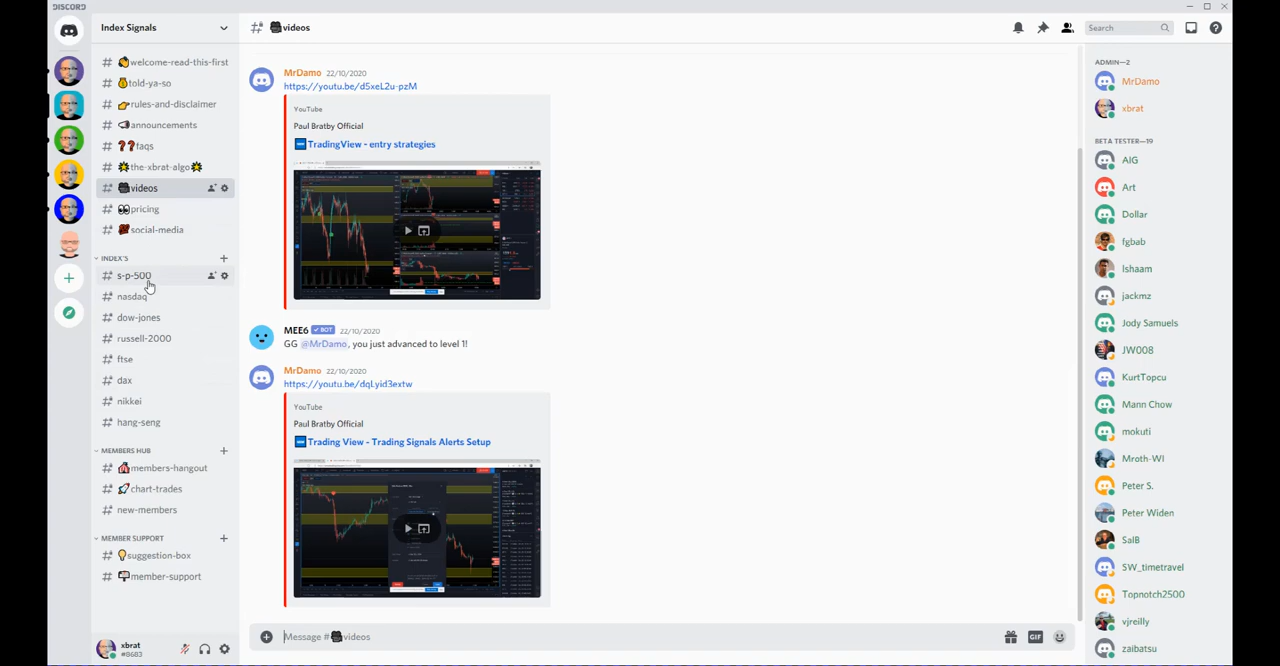 DISCORD
Index Signals
welcome-read-this-first
told-ya-so
rules-and-disclaimer
announcements
faqs
the-xbrat-algo
videos
pricing
social-media
INDEX'S
s-p-500
nasdaq
dow-jones
russell-2000
ftse
dax
nikkei
hang-seng
MEMBERS HUB
members-hangout
chart-trades
new-members
MEMBER SUPPORT
suggestion-box
member-support
xbrat
#8683
videos
Search
MrDamo 22/10/2020
https://youtu.be/d5xeL2u-pzM
YouTube
Paul Bratby Official
TradingView - entry strategies
MEE6 BOT 22/10/2020
GG @MrDamo, you just advanced to level 1!
MrDamo 22/10/2020
https://youtu.be/dqLyid3extw
YouTube
Paul Bratby Official
Trading View - Trading Signals Alerts Setup
Message #videos
GIF
ADMIN—2
MrDamo
xbrat
BETA TESTER—19
AIG
Art
Dollar
fgbab
Ishaam
jackmz
Jody Samuels
JW008
KurtTopcu
Mann Chow
mokuti
Mroth-WI
Peter S.
Peter Widen
SalB
SW_timetravel
Topnotch2500
vjreilly
zaibatsu